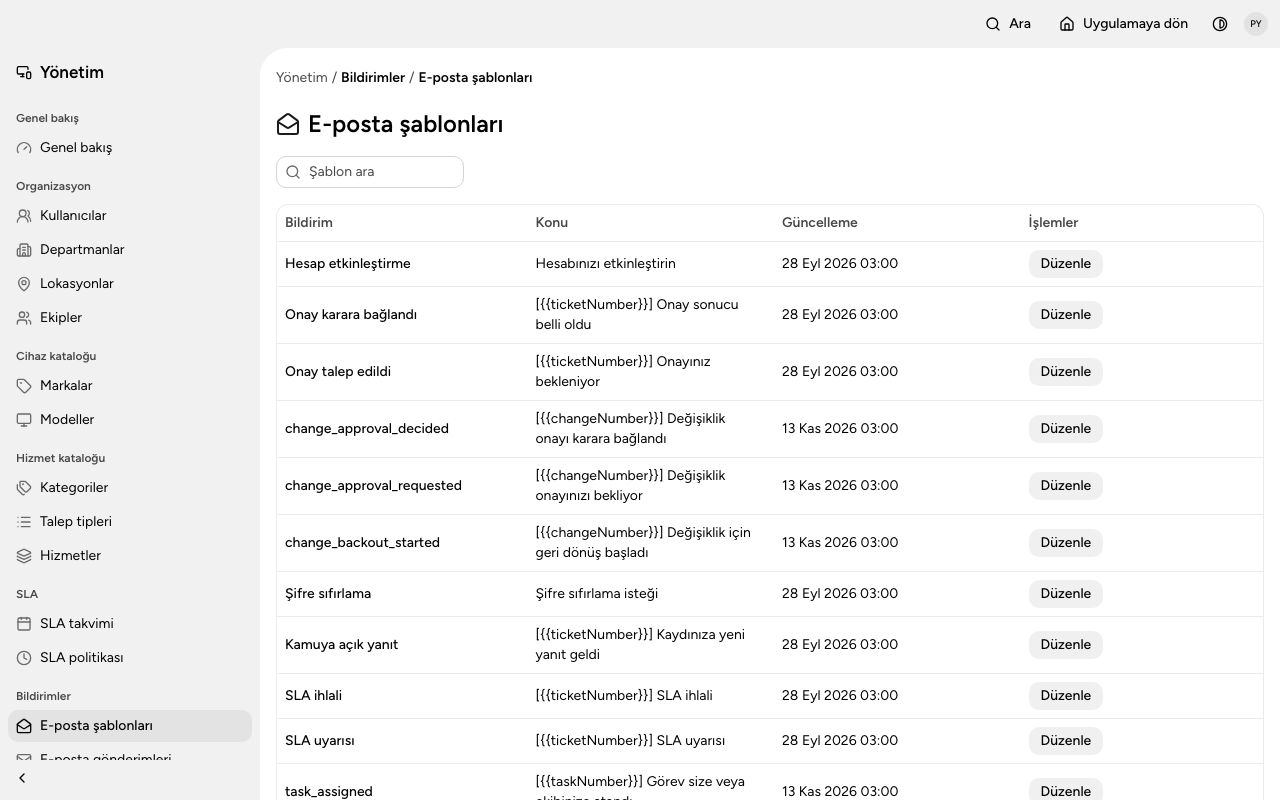 Ara
Uygulamaya dön
PY
Yönetim
Genel bakış
Genel bakış
Organizasyon
Kullanıcılar
Departmanlar
Lokasyonlar
Ekipler
Cihaz kataloğu
Markalar
Modeller
Hizmet kataloğu
Kategoriler
Talep tipleri
Hizmetler
SLA
SLA takvimi
SLA politikası
Bildirimler
E-posta şablonları
E-posta gönderimleri
Yönetim / Bildirimler / E-posta şablonları
E-posta şablonları
Şablon ara
Bildirim Konu Güncelleme İşlemler
Hesap etkinleştirme Hesabınızı etkinleştirin 28 Eyl 2026 03:00 Düzenle
Onay karara bağlandı [{{ticketNumber}}] Onay sonucu
belli oldu 28 Eyl 2026 03:00 Düzenle
Onay talep edildi [{{ticketNumber}}] Onayınız
bekleniyor 28 Eyl 2026 03:00 Düzenle
change_approval_decided [{{changeNumber}}] Değişiklik
onayı karara bağlandı 13 Kas 2026 03:00 Düzenle
change_approval_requested [{{changeNumber}}] Değişiklik
onayınızı bekliyor 13 Kas 2026 03:00 Düzenle
change_backout_started [{{changeNumber}}] Değişiklik için
geri dönüş başladı 13 Kas 2026 03:00 Düzenle
Şifre sıfırlama Şifre sıfırlama isteği 28 Eyl 2026 03:00 Düzenle
Kamuya açık yanıt [{{ticketNumber}}] Kaydınıza yeni
yanıt geldi 28 Eyl 2026 03:00 Düzenle
SLA ihlali [{{ticketNumber}}] SLA ihlali 28 Eyl 2026 03:00 Düzenle
SLA uyarısı [{{ticketNumber}}] SLA uyarısı 28 Eyl 2026 03:00 Düzenle
task_assigned [{{taskNumber}}] Görev size veya
13 Kas 2026 03:00 Düzenle